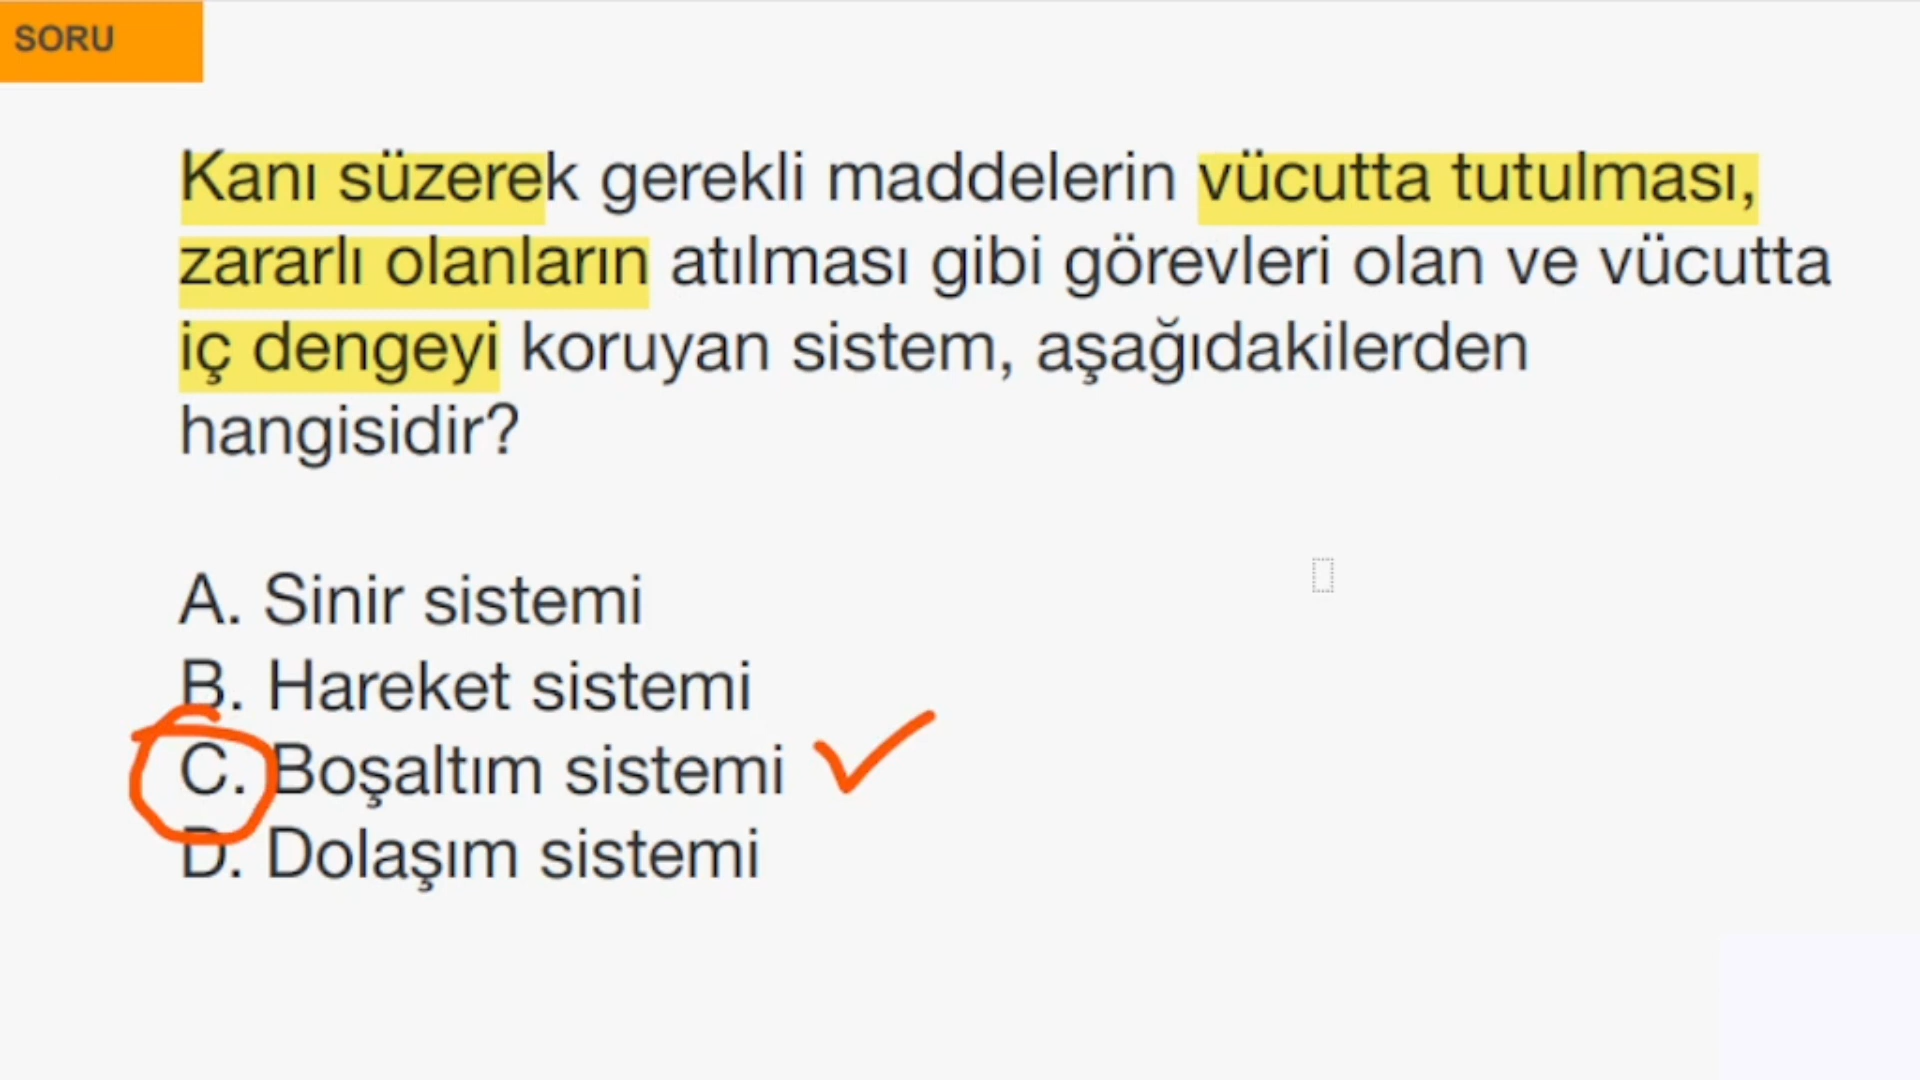 SORU
Kanı süzerek gerekli maddelerin vücutta tutulması,
zararlı olanların atılması gibi görevleri olan ve vücutta
iç dengeyi koruyan sistem, aşağıdakilerden
hangisidir?
A. Sinir sistemi
B. Hareket sistemi
C. Boşaltım sistemi
D. Dolaşım sistemi